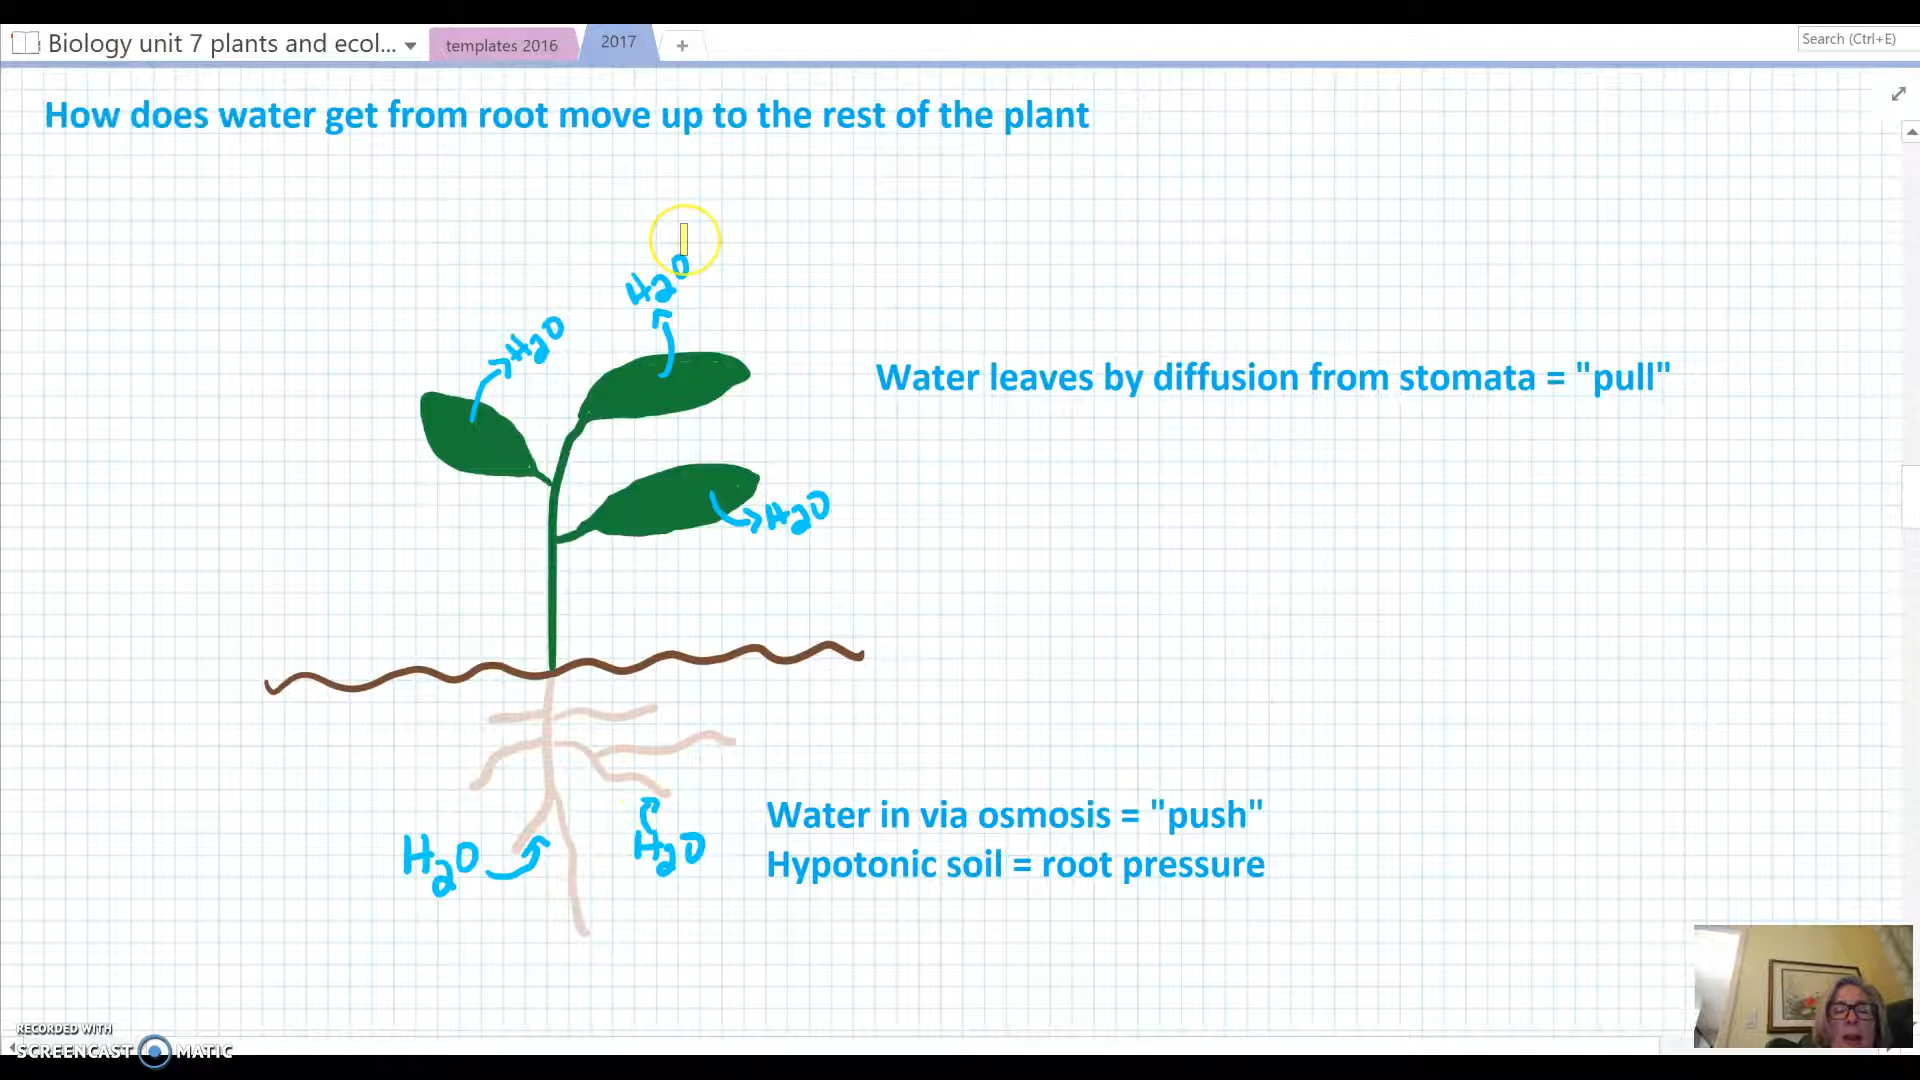 Biology unit 7 plants and ecol...
templates 2016
2017
+
Search (Ctrl+E)
How does water get from root move up to the rest of the plant
H2O
H2O
Water leaves by diffusion from stomata = "pull"
H2O
Water in via osmosis = "push"
H2O
H2O
Hypotonic soil = root pressure
RECORDED WITH
SCREENCAST MATIC